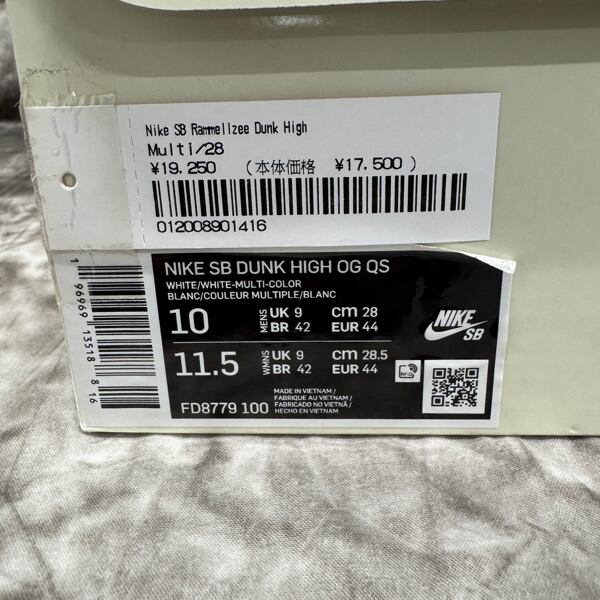 Nike SB Rammellzee Dunk High
Multi/28
¥19,250 (本体価格 ¥17,500)
012008901416
NIKE SB DUNK HIGH OG QS
WHITE/WHITE-MULTI-COLOR
BLANC/COULEUR MULTIPLE/BLANC
10 MENS UK 9 CM 28
BR 42 EUR 44
11.5 WMNS UK 9 CM 28.5
BR 42 EUR 44
FD8779 100
MADE IN VIETNAM /
FABRIQUE AU VIETNAM /
FABRICADO NO VIETNÃ /
HECHO EN VIETNAM
NIKE SB
RFID
1 96969 13518 8 16